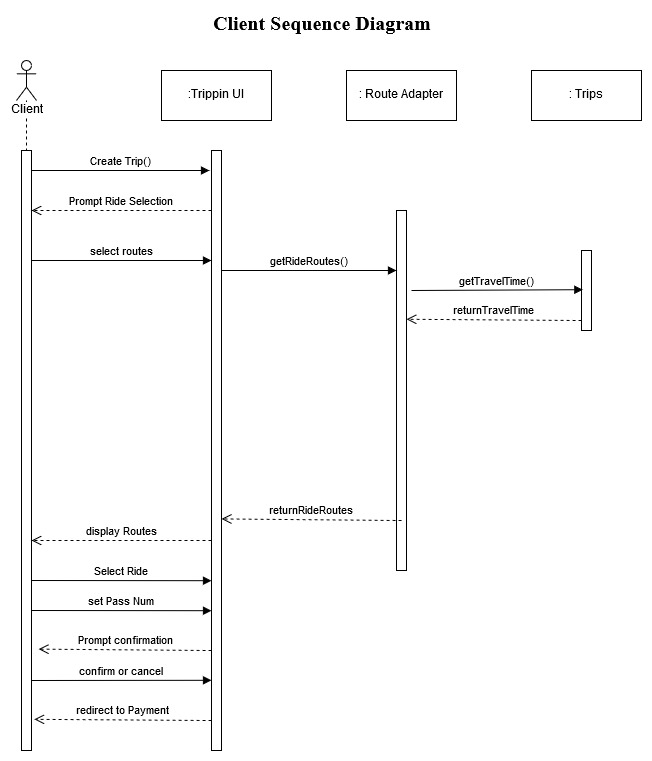 Client Sequence Diagram
Client
:Trippin UI
: Route Adapter
: Trips
Create Trip()
Prompt Ride Selection
select routes
getRideRoutes()
getTravelTime()
returnTravelTime
returnRideRoutes
display Routes
Select Ride
set Pass Num
Prompt confirmation
confirm or cancel
redirect to Payment